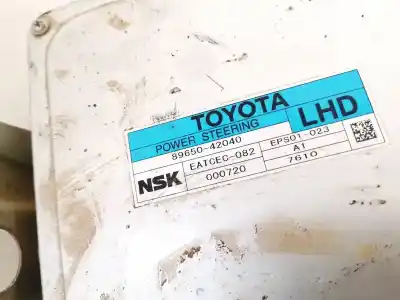 TOYOTA
POWER STEERING LHD
89650-42040
NSK EATCEC-082 EPS01-023
000720 A1
7610